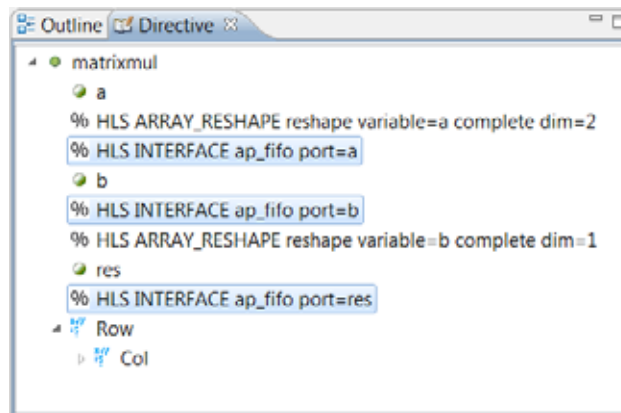 Outline Directive
matrixmul
a
% HLS ARRAY_RESHAPE reshape variable=a complete dim=2
% HLS INTERFACE ap_fifo port=a
b
% HLS INTERFACE ap_fifo port=b
% HLS ARRAY_RESHAPE reshape variable=b complete dim=1
res
% HLS INTERFACE ap_fifo port=res
Row
Col